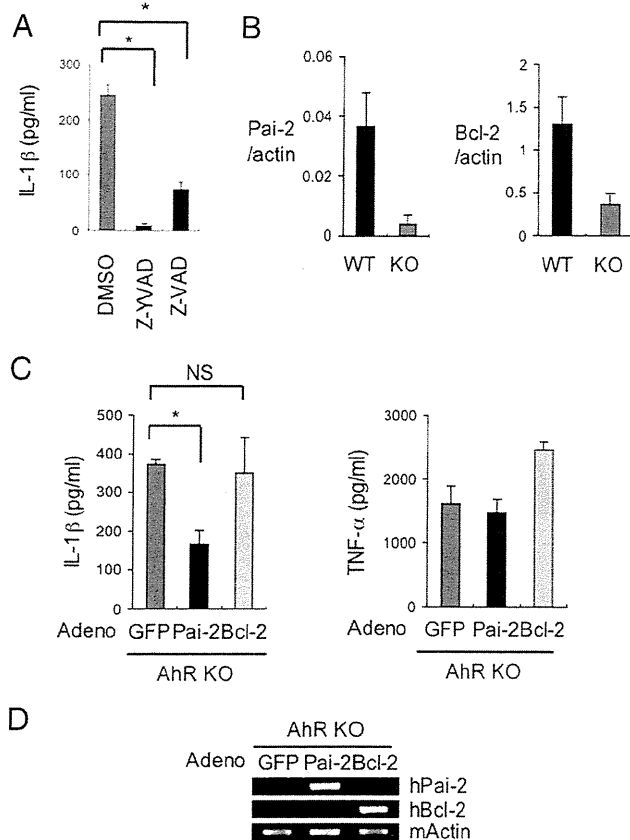 A
*
*
IL-1β (pg/ml)
300
200
100
0
DMSO
Z-YVAD
Z-VAD
B
Pai-2
/actin
0.06
0.04
0.02
0
WT KO
Bcl-2
/actin
2
1.5
1
0.5
0
WT KO
C
NS
*
IL-1β (pg/ml)
500
400
300
200
100
0
Adeno GFP Pai-2 Bcl-2
AhR KO
TNF-α (pg/ml)
3000
2000
1000
0
Adeno GFP Pai-2 Bcl-2
AhR KO
D
AhR KO
Adeno GFP Pai-2 Bcl-2
hPai-2
hBcl-2
mActin